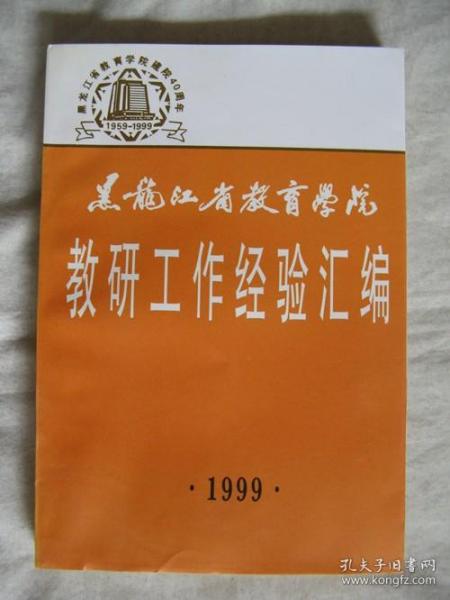 黑龙江省教育学院建院40周年
1959-1999
黑龍江省教育學院
教研工作经验汇编
·1999·
孔夫子旧书网
www.kongfz.com